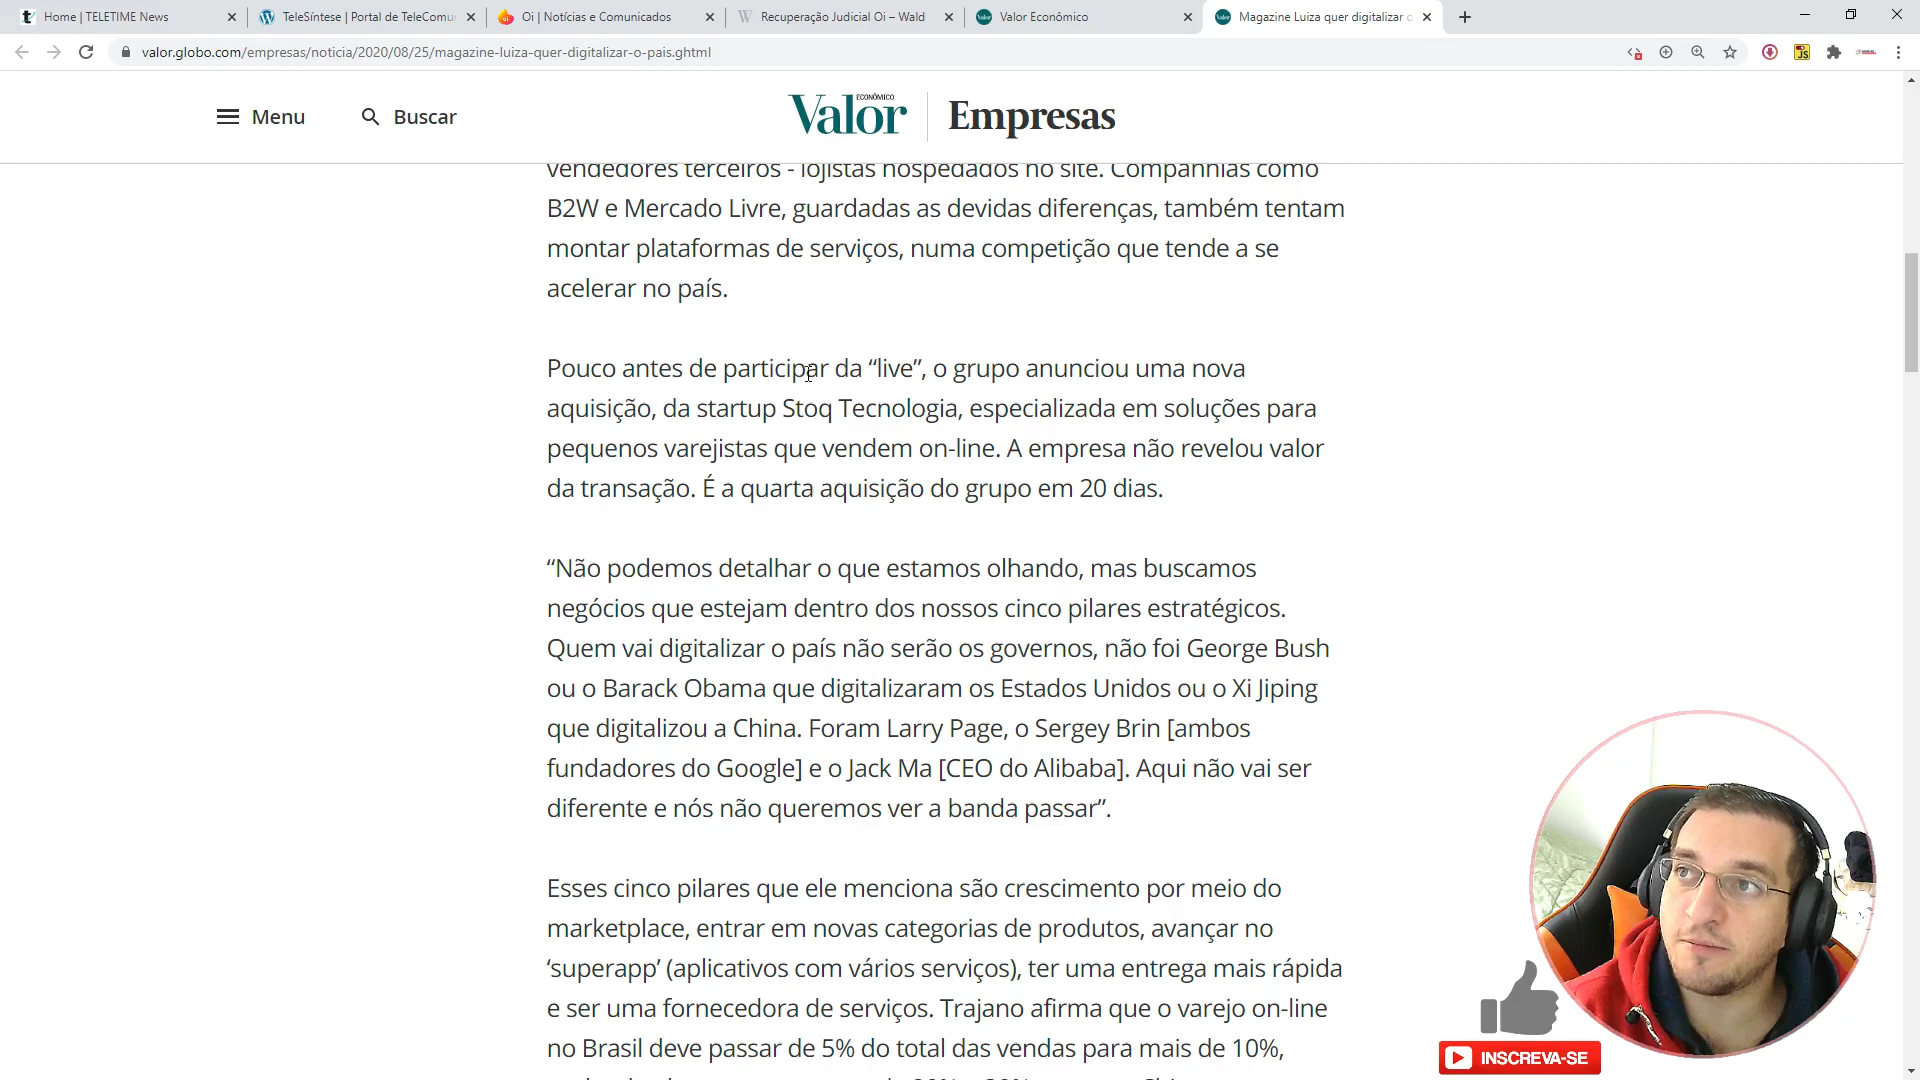 Home | TELETIME News
TeleSíntese | Portal de TeleComu
Oi | Notícias e Comunicados
Recuperação Judicial Oi – Wald
Valor Econômico
Magazine Luiza quer digitalizar o
valor.globo.com/empresas/noticia/2020/08/25/magazine-luiza-quer-digitalizar-o-pais.ghtml
Menu
Buscar
Valor ECONÔMICO
Empresas
vendedores terceiros - lojistas hospedados no site. Companhias como
B2W e Mercado Livre, guardadas as devidas diferenças, também tentam
montar plataformas de serviços, numa competição que tende a se
acelerar no país.
Pouco antes de participar da “live”, o grupo anunciou uma nova
aquisição, da startup Stoq Tecnologia, especializada em soluções para
pequenos varejistas que vendem on-line. A empresa não revelou valor
da transação. É a quarta aquisição do grupo em 20 dias.
“Não podemos detalhar o que estamos olhando, mas buscamos
negócios que estejam dentro dos nossos cinco pilares estratégicos.
Quem vai digitalizar o país não serão os governos, não foi George Bush
ou o Barack Obama que digitalizaram os Estados Unidos ou o Xi Jiping
que digitalizou a China. Foram Larry Page, o Sergey Brin [ambos
fundadores do Google] e o Jack Ma [CEO do Alibaba]. Aqui não vai ser
diferente e nós não queremos ver a banda passar”.
Esses cinco pilares que ele menciona são crescimento por meio do
marketplace, entrar em novas categorias de produtos, avançar no
‘superapp’ (aplicativos com vários serviços), ter uma entrega mais rápida
e ser uma fornecedora de serviços. Trajano afirma que o varejo on-line
no Brasil deve passar de 5% do total das vendas para mais de 10%,
INSCREVA-SE